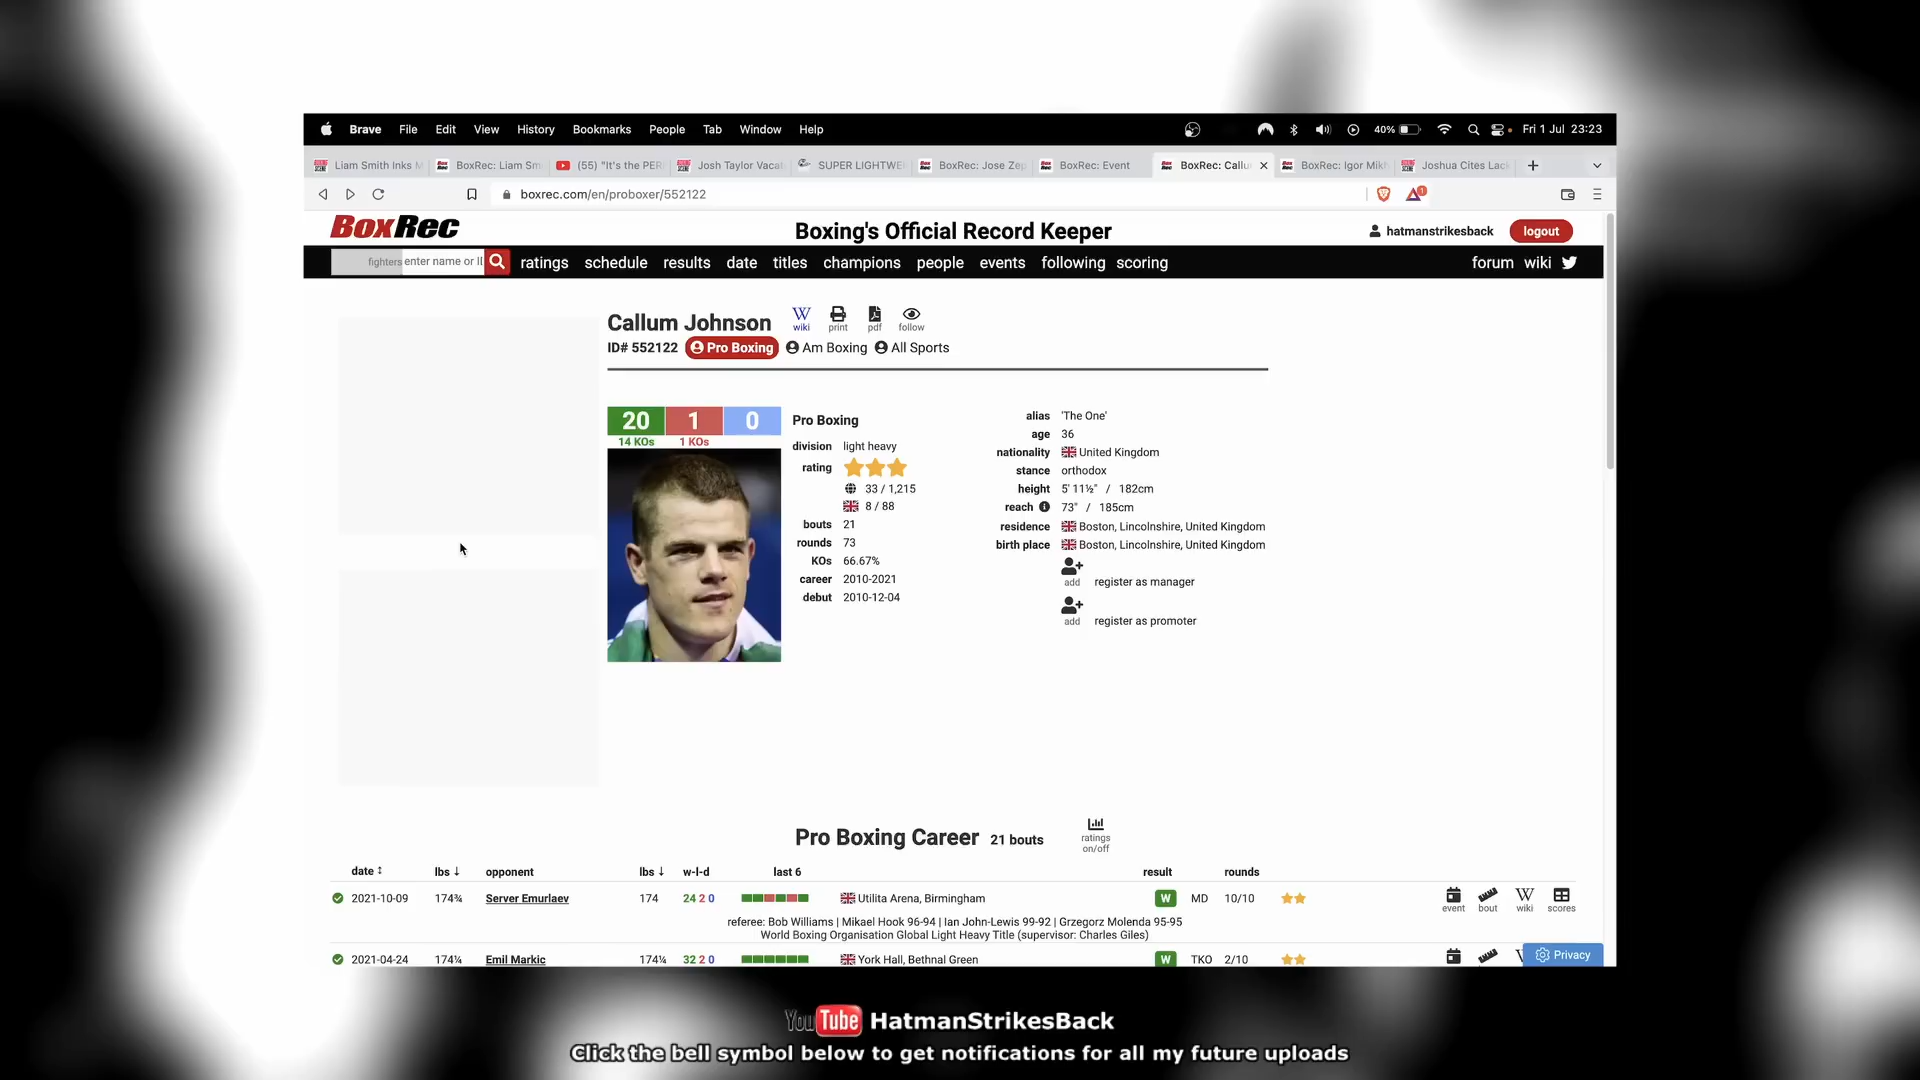 Brave File Edit View History Bookmarks People Tab Window Help 40% Fri 1 Jul 23:23
Liam Smith Inks M BoxRec: Liam Sm (55) "It's the PER Josh Taylor Vacat SUPER LIGHTWE BoxRec: Jose Zep BoxRec: Event BoxRec: Callu BoxRec: Igor Mikh Joshua Cites Lack
boxrec.com/en/proboxer/552122 1
BoxRec Boxing's Official Record Keeper hatmanstrikesback logout
fighters enter name or ID ratings schedule results date titles champions people events following scoring forum wiki
Callum Johnson W wiki print pdf follow
ID# 552122 Pro Boxing Am Boxing All Sports
20 1 0
14 KOs 1 KOs
Pro Boxing
division light heavy
rating
33 / 1,215
8 / 88
bouts 21
rounds 73
KOs 66.67%
career 2010-2021
debut 2010-12-04
alias 'The One'
age 36
nationality United Kingdom
stance orthodox
height 5' 11½" / 182cm
reach 73" / 185cm
residence Boston, Lincolnshire, United Kingdom
birth place Boston, Lincolnshire, United Kingdom
add register as manager
add register as promoter
Pro Boxing Career 21 bouts ratings on/off
date lbs opponent lbs w-l-d last 6 result rounds
2021-10-09 174¾ Server Emurlaev 174 24 2 0 Utilita Arena, Birmingham W MD 10/10 event bout W wiki scores
referee: Bob Williams | Mikael Hook 96-94 | Ian John-Lewis 99-92 | Grzegorz Molenda 95-95
World Boxing Organisation Global Light Heavy Title (supervisor: Charles Giles)
2021-04-24 174¼ Emil Markic 174¼ 32 2 0 York Hall, Bethnal Green W TKO 2/10 Privacy
YouTube HatmanStrikesBack
Click the bell symbol below to get notifications for all my future uploads